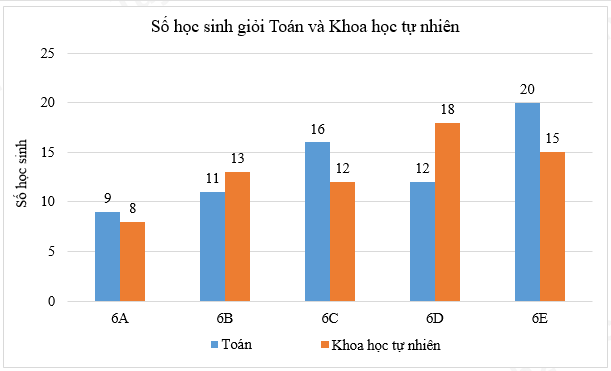 Số học sinh giỏi Toán và Khoa học tự nhiên
Số học sinh
25
20
15
10
5
0
9
8
11
13
16
12
12
18
20
15
6A
6B
6C
6D
6E
Toán
Khoa học tự nhiên